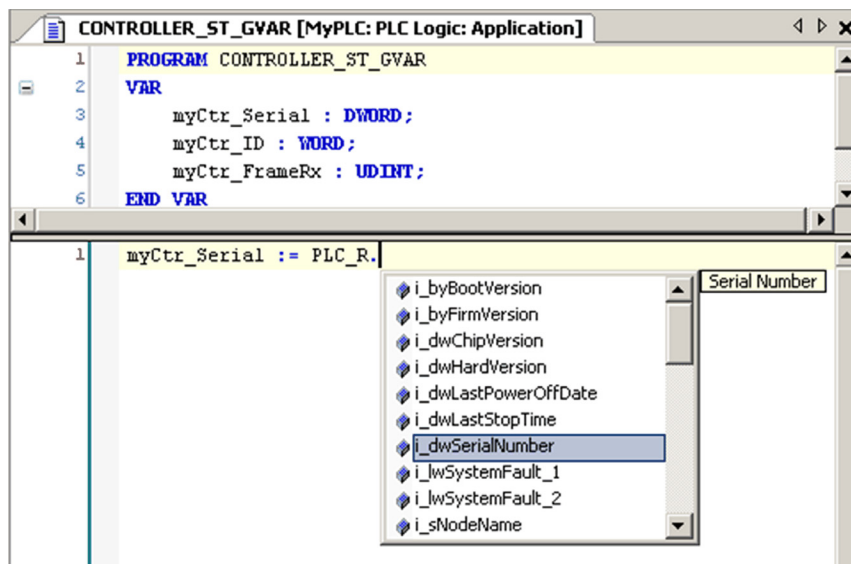 CONTROLLER_ST_GVAR [MyPLC: PLC Logic: Application]
1 PROGRAM CONTROLLER_ST_GVAR
2 VAR
3 myCtr_Serial : DWORD;
4 myCtr_ID : WORD;
5 myCtr_FrameRx : UDINT;
6 END_VAR
1 myCtr_Serial := PLC_R.
i_byBootVersion
Serial Number
i_byFirmVersion
i_dwChipVersion
i_dwHardVersion
i_dwLastPowerOffDate
i_dwLastStopTime
i_dwSerialNumber
i_lwSystemFault_1
i_lwSystemFault_2
i_sNodeName